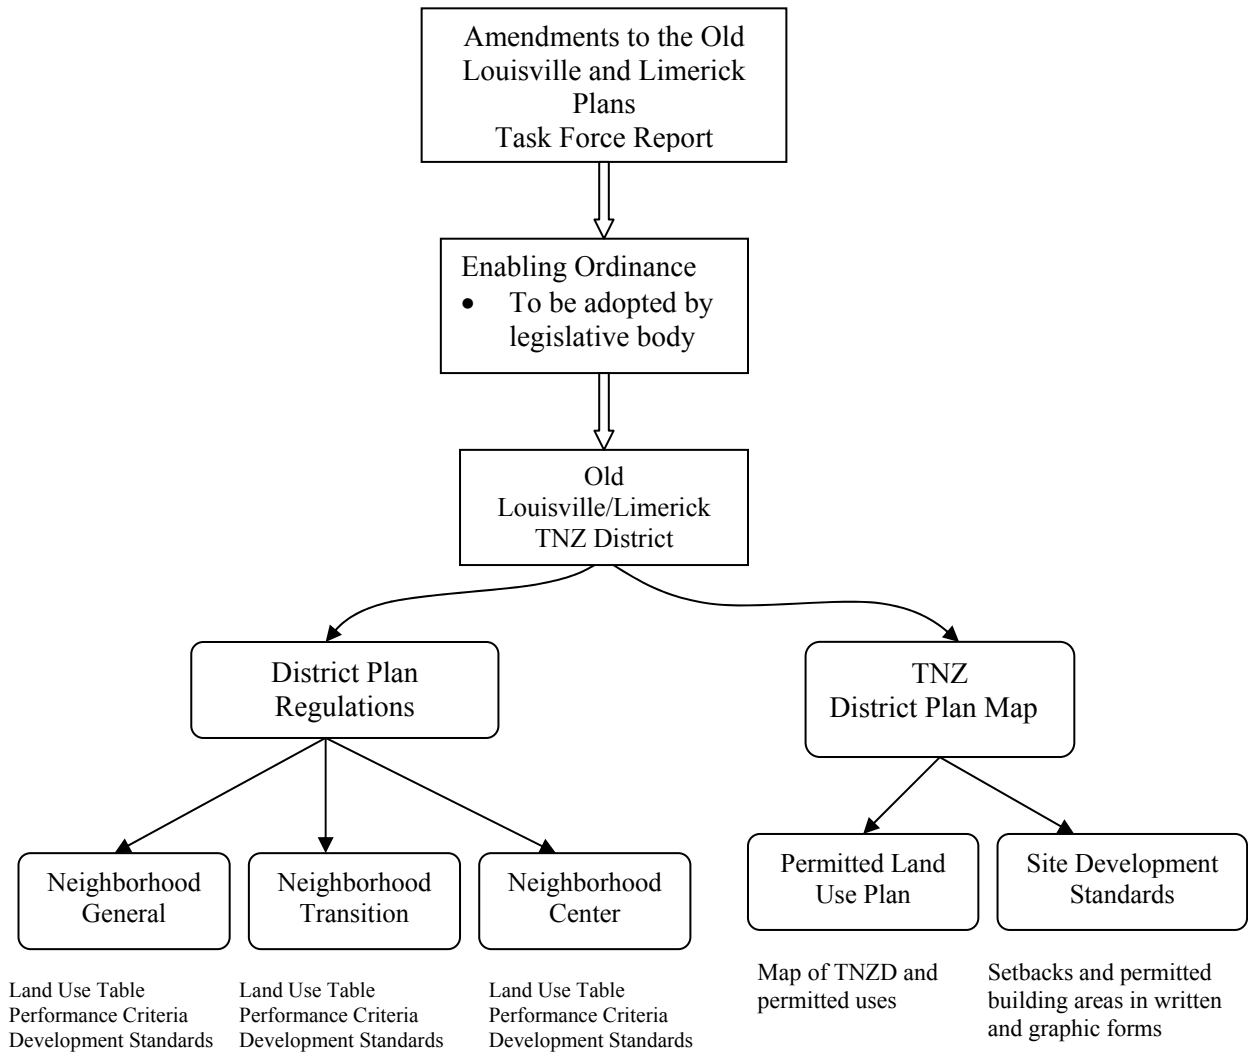 Amendments to the Old
Louisville and Limerick
Plans
Task Force Report
Enabling Ordinance
• To be adopted by
legislative body
Old
Louisville/Limerick
TNZ District
District Plan
Regulations
TNZ
District Plan Map
Neighborhood
General
Neighborhood
Transition
Neighborhood
Center
Permitted Land
Use Plan
Site Development
Standards
Land Use Table
Performance Criteria
Development Standards
Land Use Table
Performance Criteria
Development Standards
Land Use Table
Performance Criteria
Development Standards
Map of TNZD and
permitted uses
Setbacks and permitted
building areas in written
and graphic forms